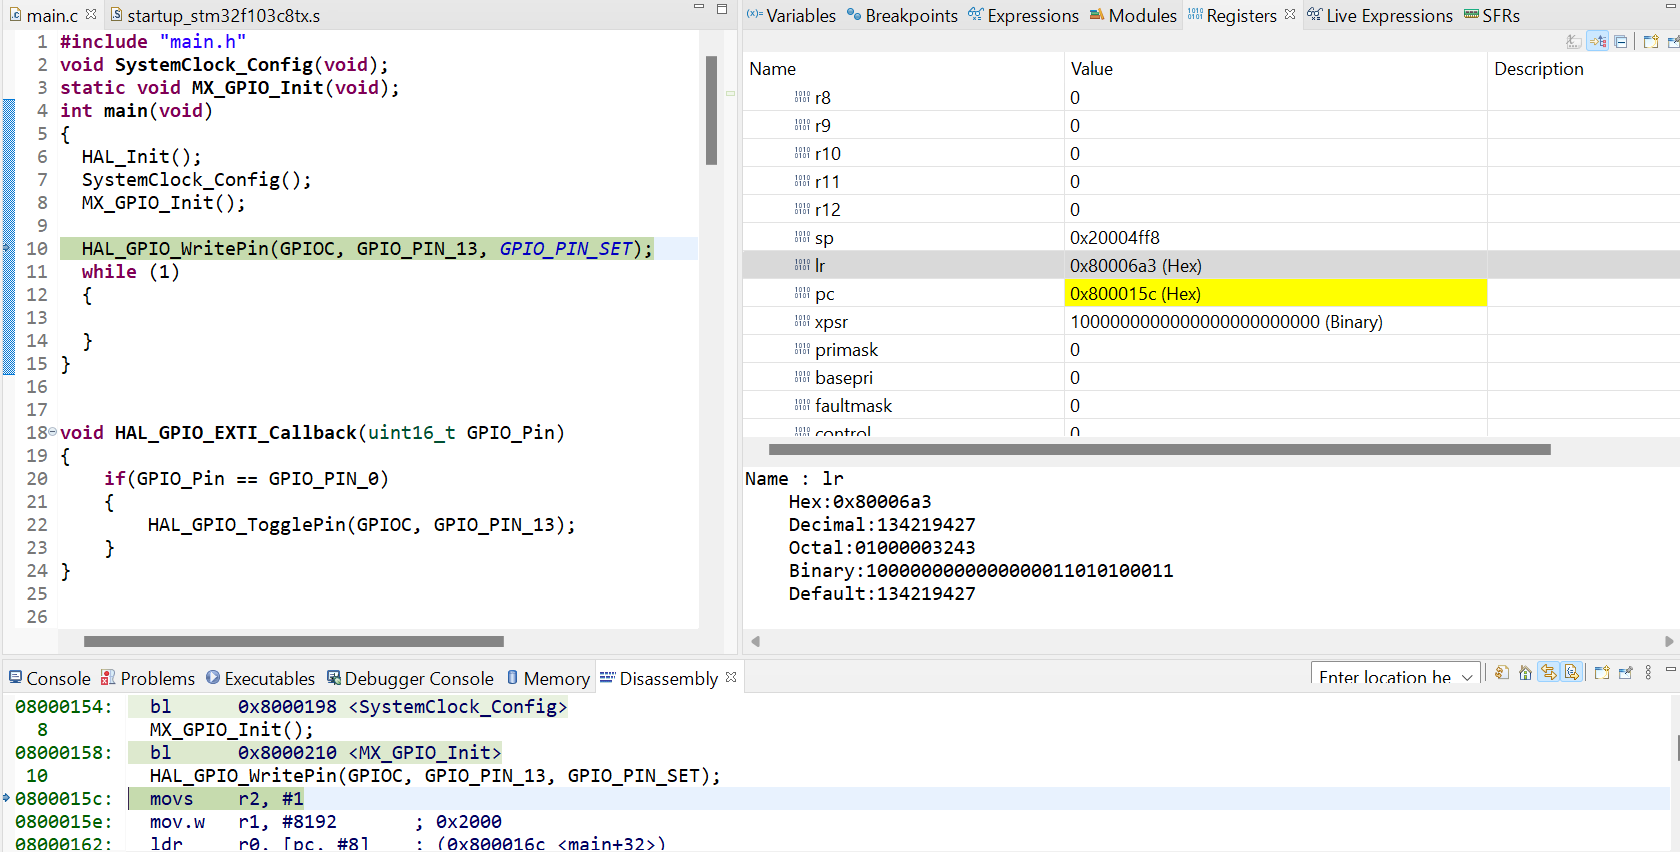 main.c startup_stm32f103c8tx.s
1 #include "main.h"
2 void SystemClock_Config(void);
3 static void MX_GPIO_Init(void);
4 int main(void)
5 {
6 HAL_Init();
7 SystemClock_Config();
8 MX_GPIO_Init();
9
10 HAL_GPIO_WritePin(GPIOC, GPIO_PIN_13, GPIO_PIN_SET);
11 while (1)
12 {
13
14 }
15 }
16
17
18 void HAL_GPIO_EXTI_Callback(uint16_t GPIO_Pin)
19 {
20 if(GPIO_Pin == GPIO_PIN_0)
21 {
22 HAL_GPIO_TogglePin(GPIOC, GPIO_PIN_13);
23 }
24 }
25
26
(x)= Variables Breakpoints Expressions Modules Registers Live Expressions SFRs
Name Value Description
r8 0
r9 0
r10 0
r11 0
r12 0
sp 0x20004ff8
lr 0x80006a3 (Hex)
pc 0x800015c (Hex)
xpsr 1000000000000000000000000 (Binary)
primask 0
basepri 0
faultmask 0
control 0
Name : lr
Hex:0x80006a3
Decimal:134219427
Octal:01000003243
Binary:1000000000000000011010100011
Default:134219427
Console Problems Executables Debugger Console Memory Disassembly
Enter location he
08000154: bl 0x8000198 <SystemClock_Config>
8 MX_GPIO_Init();
08000158: bl 0x8000210 <MX_GPIO_Init>
10 HAL_GPIO_WritePin(GPIOC, GPIO_PIN_13, GPIO_PIN_SET);
0800015c: movs r2, #1
0800015e: mov.w r1, #8192 ; 0x2000
08000162: ldr r0, [pc, #8] ; (0x800016c <main+32>)